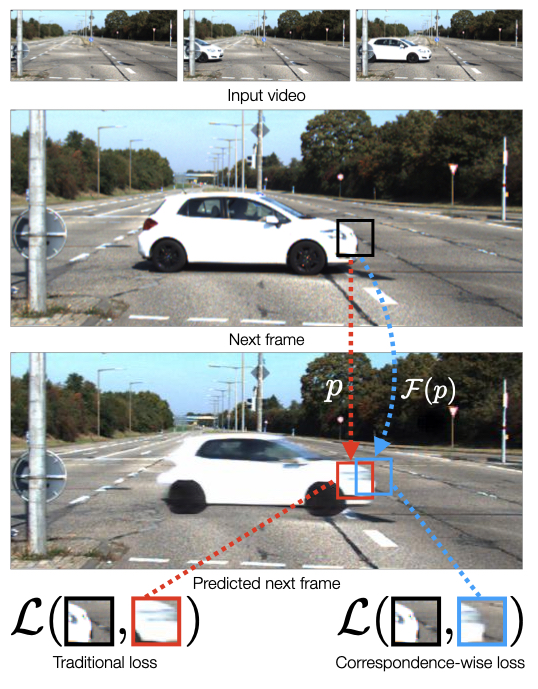 Input video
Next frame
p
ℱ(p)
Predicted next frame
ℒ( , )
ℒ( , )
Traditional loss
Correspondence-wise loss